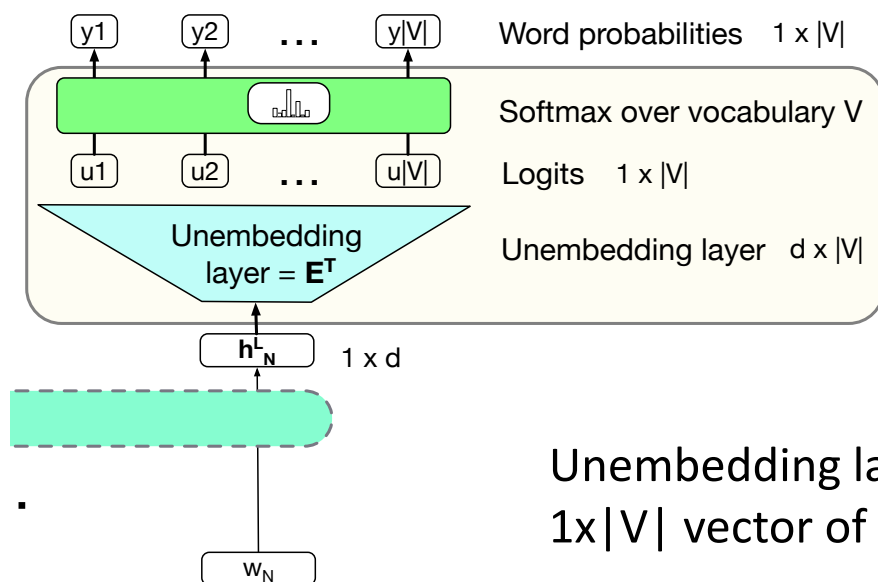 y1 y2 ... y|V| Word probabilities 1 x |V|
Softmax over vocabulary V
u1 u2 ... u|V| Logits 1 x |V|
Unembedding
layer = E^T
Unembedding layer d x |V|
h^L_N 1 x d
.
Unembedding
1x|V| vector of
w_N